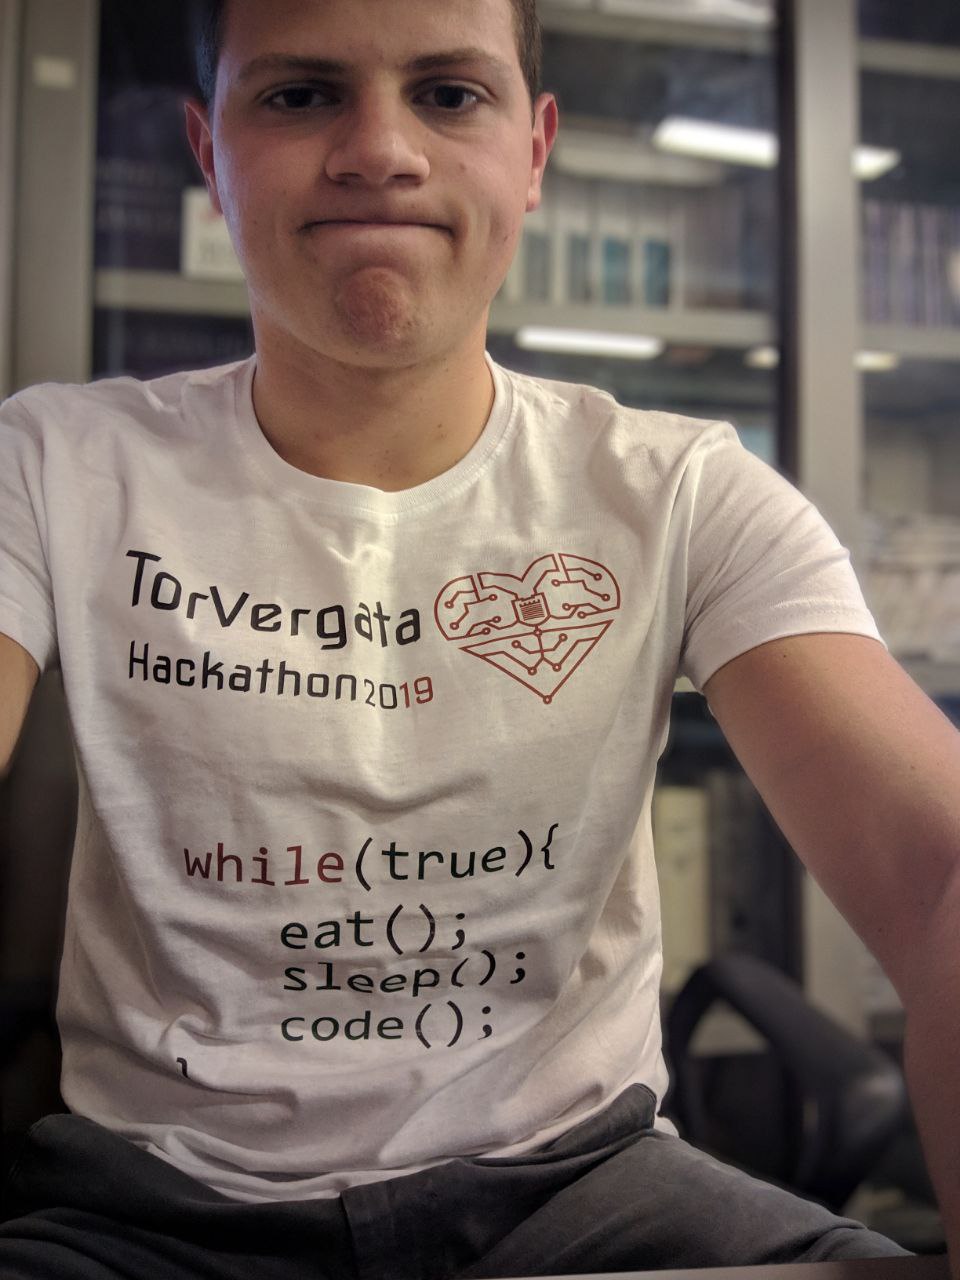 TorVergata
Hackathon2019
while(true){
eat();
sleep();
code();
}